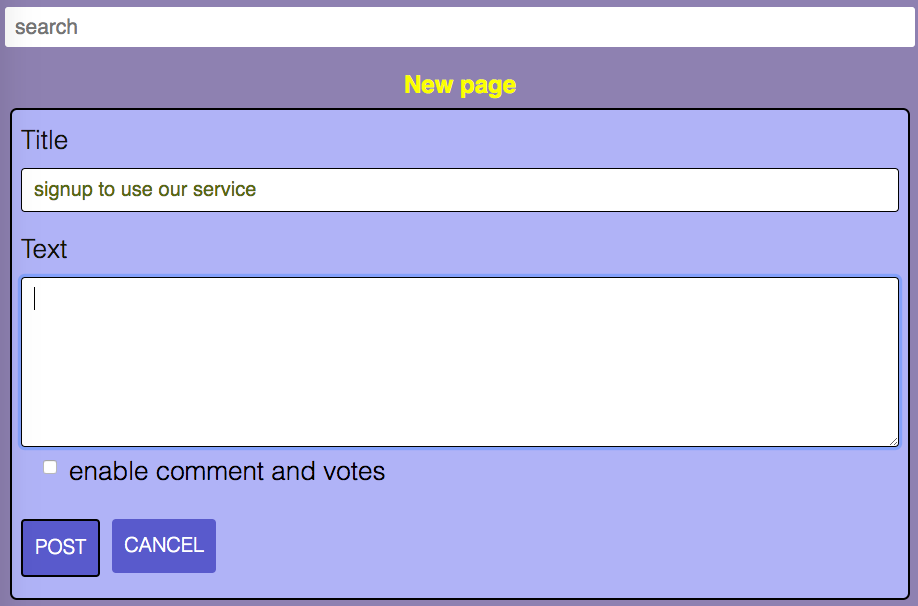 search
New page
Title
signup to use our service
Text
enable comment and votes
POST CANCEL